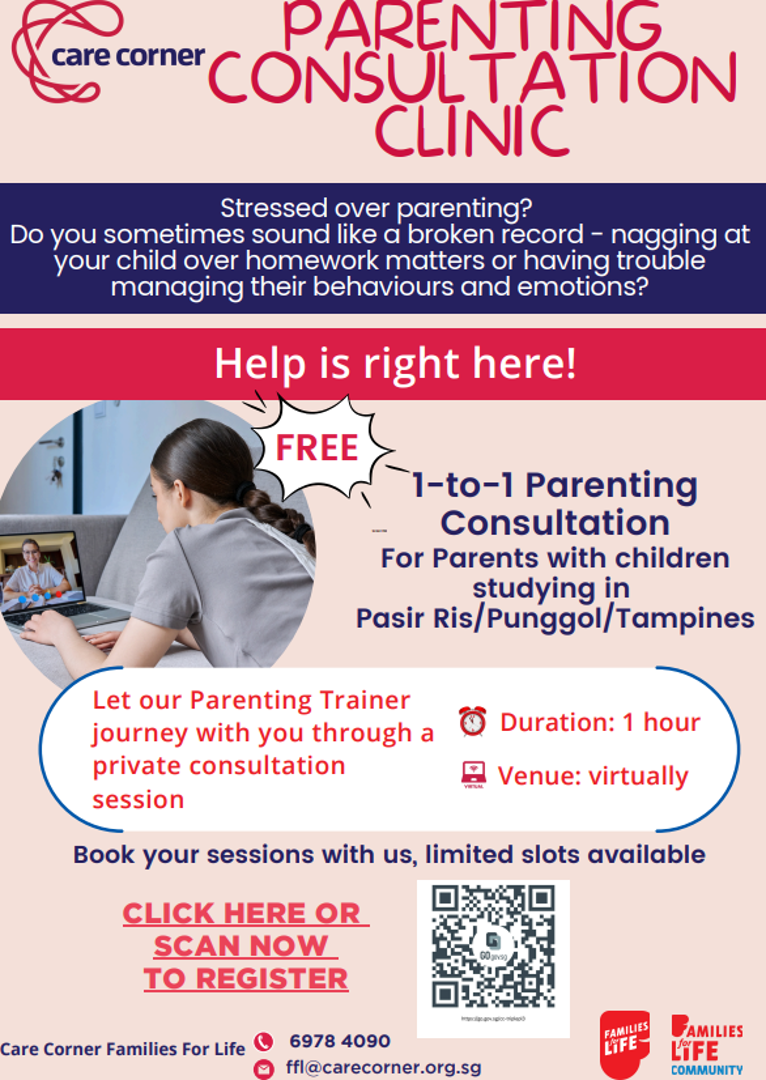 care corner
PARENTING
CONSULTATION
CLINIC
Stressed over parenting?
Do you sometimes sound like a broken record - nagging at
your child over homework matters or having trouble
managing their behaviours and emotions?
Help is right here!
FREE
1-to-1 Parenting
Consultation
For Parents with children
studying in
Pasir Ris/Punggol/Tampines
Let our Parenting Trainer
journey with you through a
private consultation
session
Duration: 1 hour
VIRTUAL
Venue: virtually
Book your sessions with us, limited slots available
CLICK HERE OR
SCAN NOW
TO REGISTER
GO.gov.sg
Care Corner Families For Life
6978 4090
ffl@carecorner.org.sg
FAMILIES
for
LIFE
FAMILIES
for
LIFE
COMMUNITY